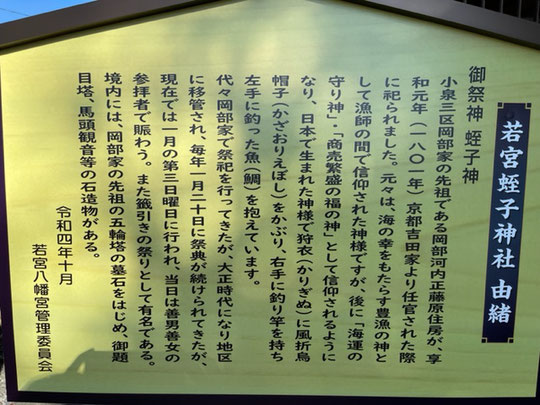 若宮蛭子神社 由緒
御祭神 蛭子神
小泉三区岡部家の先祖である岡部河内正藤原住房が、享
和元年(一八〇一年)京都吉田家より任官された際
に祀られました。元々は、海の幸をもたらす豊漁の神と
して漁師の間で信仰された神様ですが、後に「海運の
守り神」・「商売繁盛の福の神」として信仰されるように
なり、日本で生まれた神様で狩衣(かりぎぬ)に風折烏
帽子(かざおりえぼし)をかぶり、右手に釣り竿を持ち
左手に釣った魚(鯛)を抱えています。
代々岡部家で祭祀を行ってきたが、大正時代になり地区
に移管され、毎年一月二十日に祭典が続けられてきたが、
現在では一月の第三日曜日に行われ、当日は善男善女の
参拝者で賑わう。また籤引きの祭りとして有名である。
境内には、岡部家の先祖の五輪塔の墓石をはじめ、御題
目塔、馬頭観音等の石造物がある。
令和四年十月
若宮八幡宮管理委員会